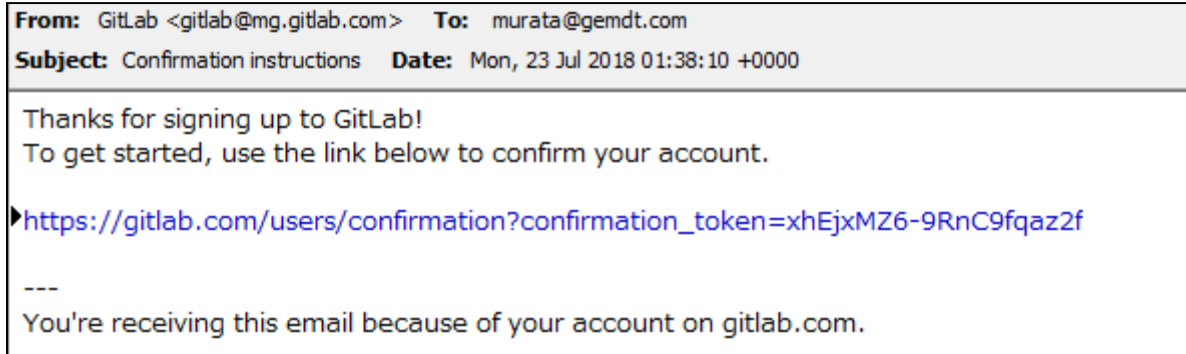 From: GitLab <gitlab@mg.gitlab.com> To: murata@gemdt.com
Subject: Confirmation instructions Date: Mon, 23 Jul 2018 01:38:10 +0000
Thanks for signing up to GitLab!
To get started, use the link below to confirm your account.
https://gitlab.com/users/confirmation?confirmation_token=xhEjxMZ6-9RnC9fqaz2f
---
You're receiving this email because of your account on gitlab.com.